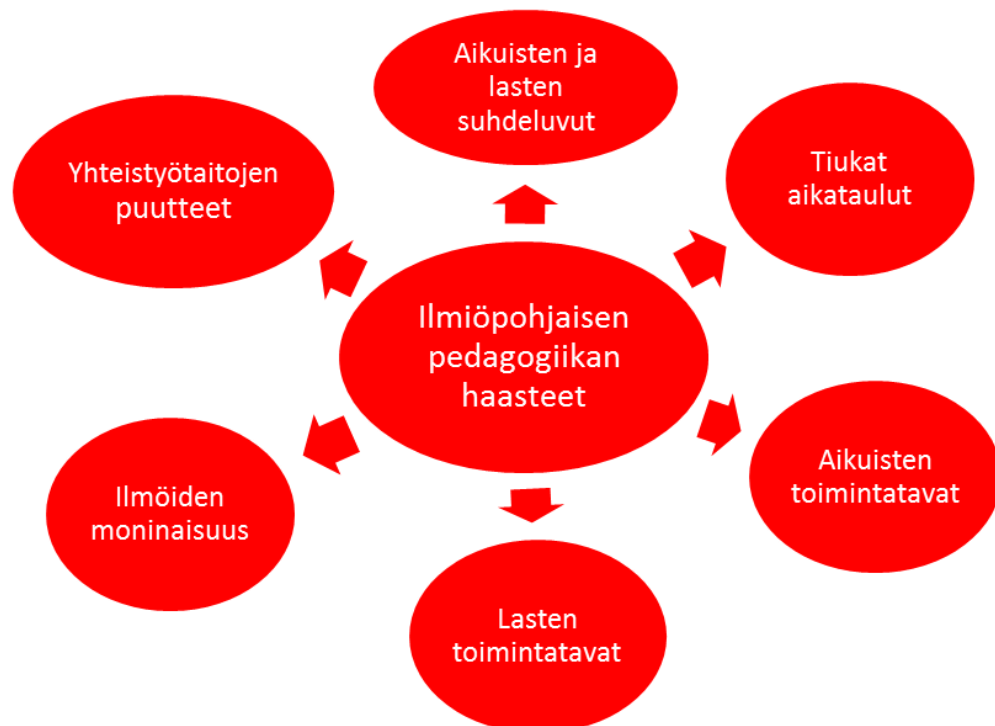 Aikuisten ja
lasten
suhdeluvut
Yhteistyötaitojen
puutteet
Tiukat
aikataulut
Ilmiöpohjaisen
pedagogiikan
haasteet
Aikuisten
toimintatavat
Ilmöiden
moninaisuus
Lasten
toimintatavat